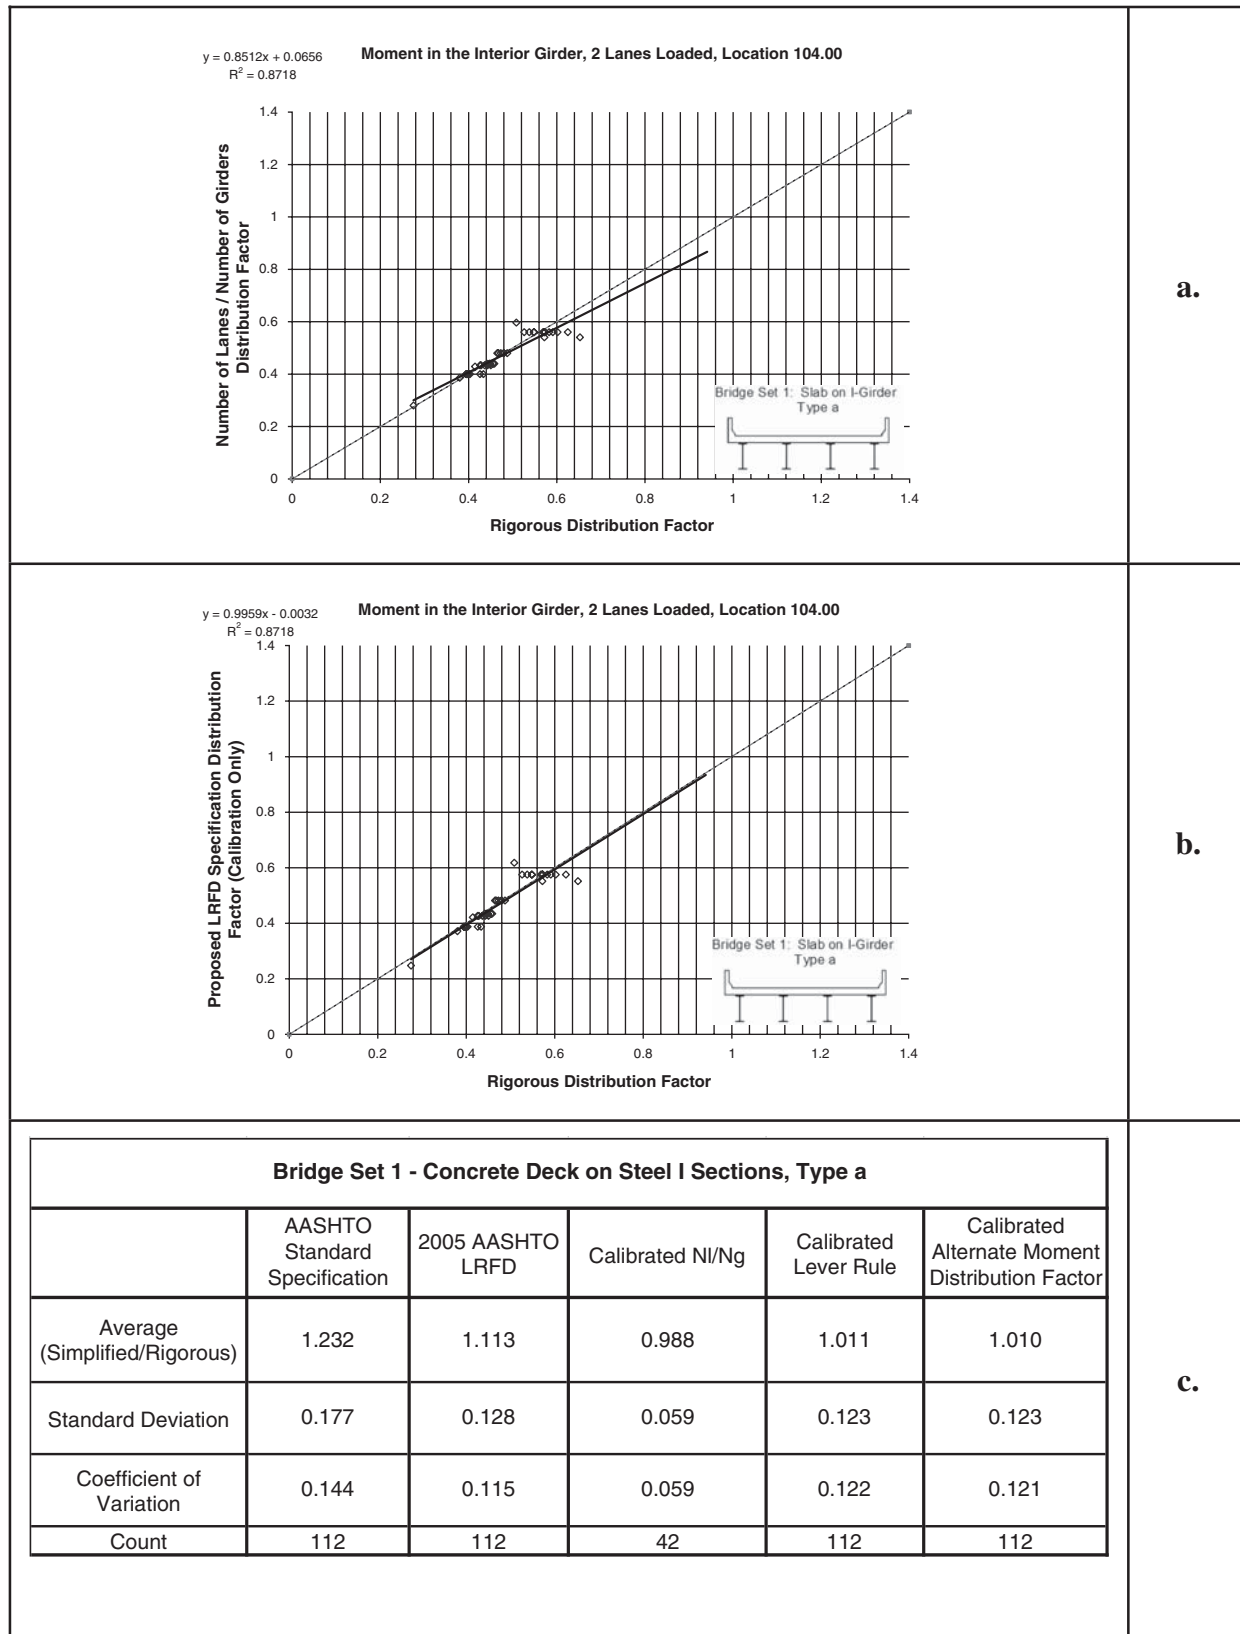 y = 0.8512x + 0.0656
R² = 0.8718
Moment in the Interior Girder, 2 Lanes Loaded, Location 104.00
Number of Lanes / Number of Girders
Distribution Factor
1.4
1.2
1
0.8
0.6
0.4
0.2
0
0 0.2 0.4 0.6 0.8 1 1.2 1.4
Rigorous Distribution Factor
Bridge Set 1: Slab on I-Girder
Type a
a.
y = 0.9959x - 0.0032
R² = 0.8718
Moment in the Interior Girder, 2 Lanes Loaded, Location 104.00
Proposed LRFD Specification Distribution
Factor (Calibration Only)
1.4
1.2
1
0.8
0.6
0.4
0.2
0
0 0.2 0.4 0.6 0.8 1 1.2 1.4
Rigorous Distribution Factor
Bridge Set 1: Slab on I-Girder
Type a
b.
Bridge Set 1 - Concrete Deck on Steel I Sections, Type a
AASHTO
Standard
Specification
2005 AASHTO
LRFD
Calibrated Nl/Ng
Calibrated
Lever Rule
Calibrated
Alternate Moment
Distribution Factor
Average
(Simplified/Rigorous)
1.232 1.113 0.988 1.011 1.010
Standard Deviation 0.177 0.128 0.059 0.123 0.123
Coefficient of
Variation
0.144 0.115 0.059 0.122 0.121
Count 112 112 42 112 112
c.